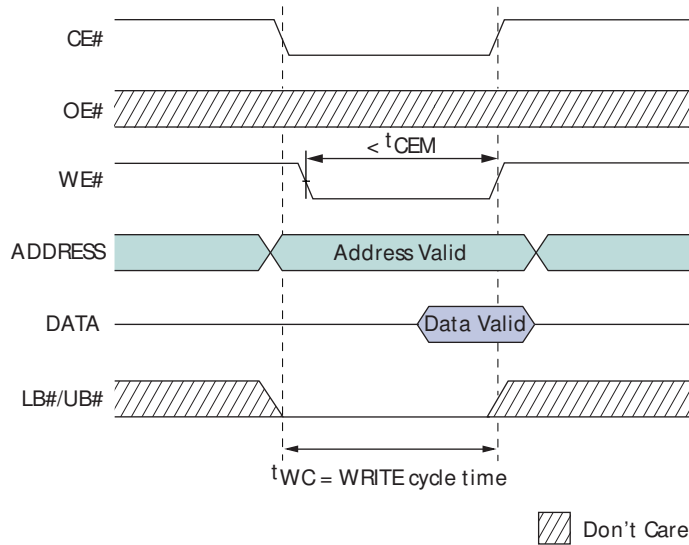 CE#
OE#
< tCEM
WE#
ADDRESS
Address Valid
DATA
Data Valid
LB#/UB#
tWC = WRITE cycle time
Don't Care